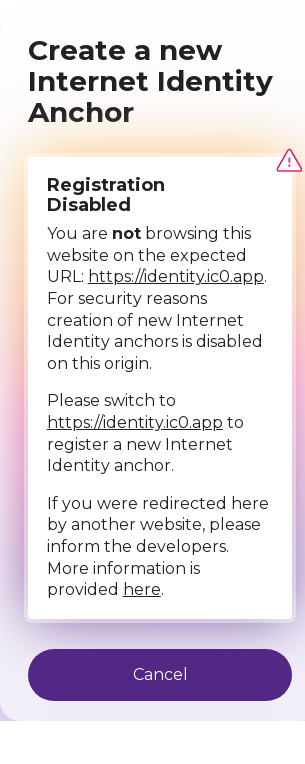 Create a new
Internet Identity
Anchor
Registration
Disabled
You are not browsing this
website on the expected
URL: https://identity.ic0.app.
For security reasons
creation of new Internet
Identity anchors is disabled
on this origin.
Please switch to
https://identity.ic0.app to
register a new Internet
Identity anchor.
If you were redirected here
by another website, please
inform the developers.
More information is
provided here.
Cancel